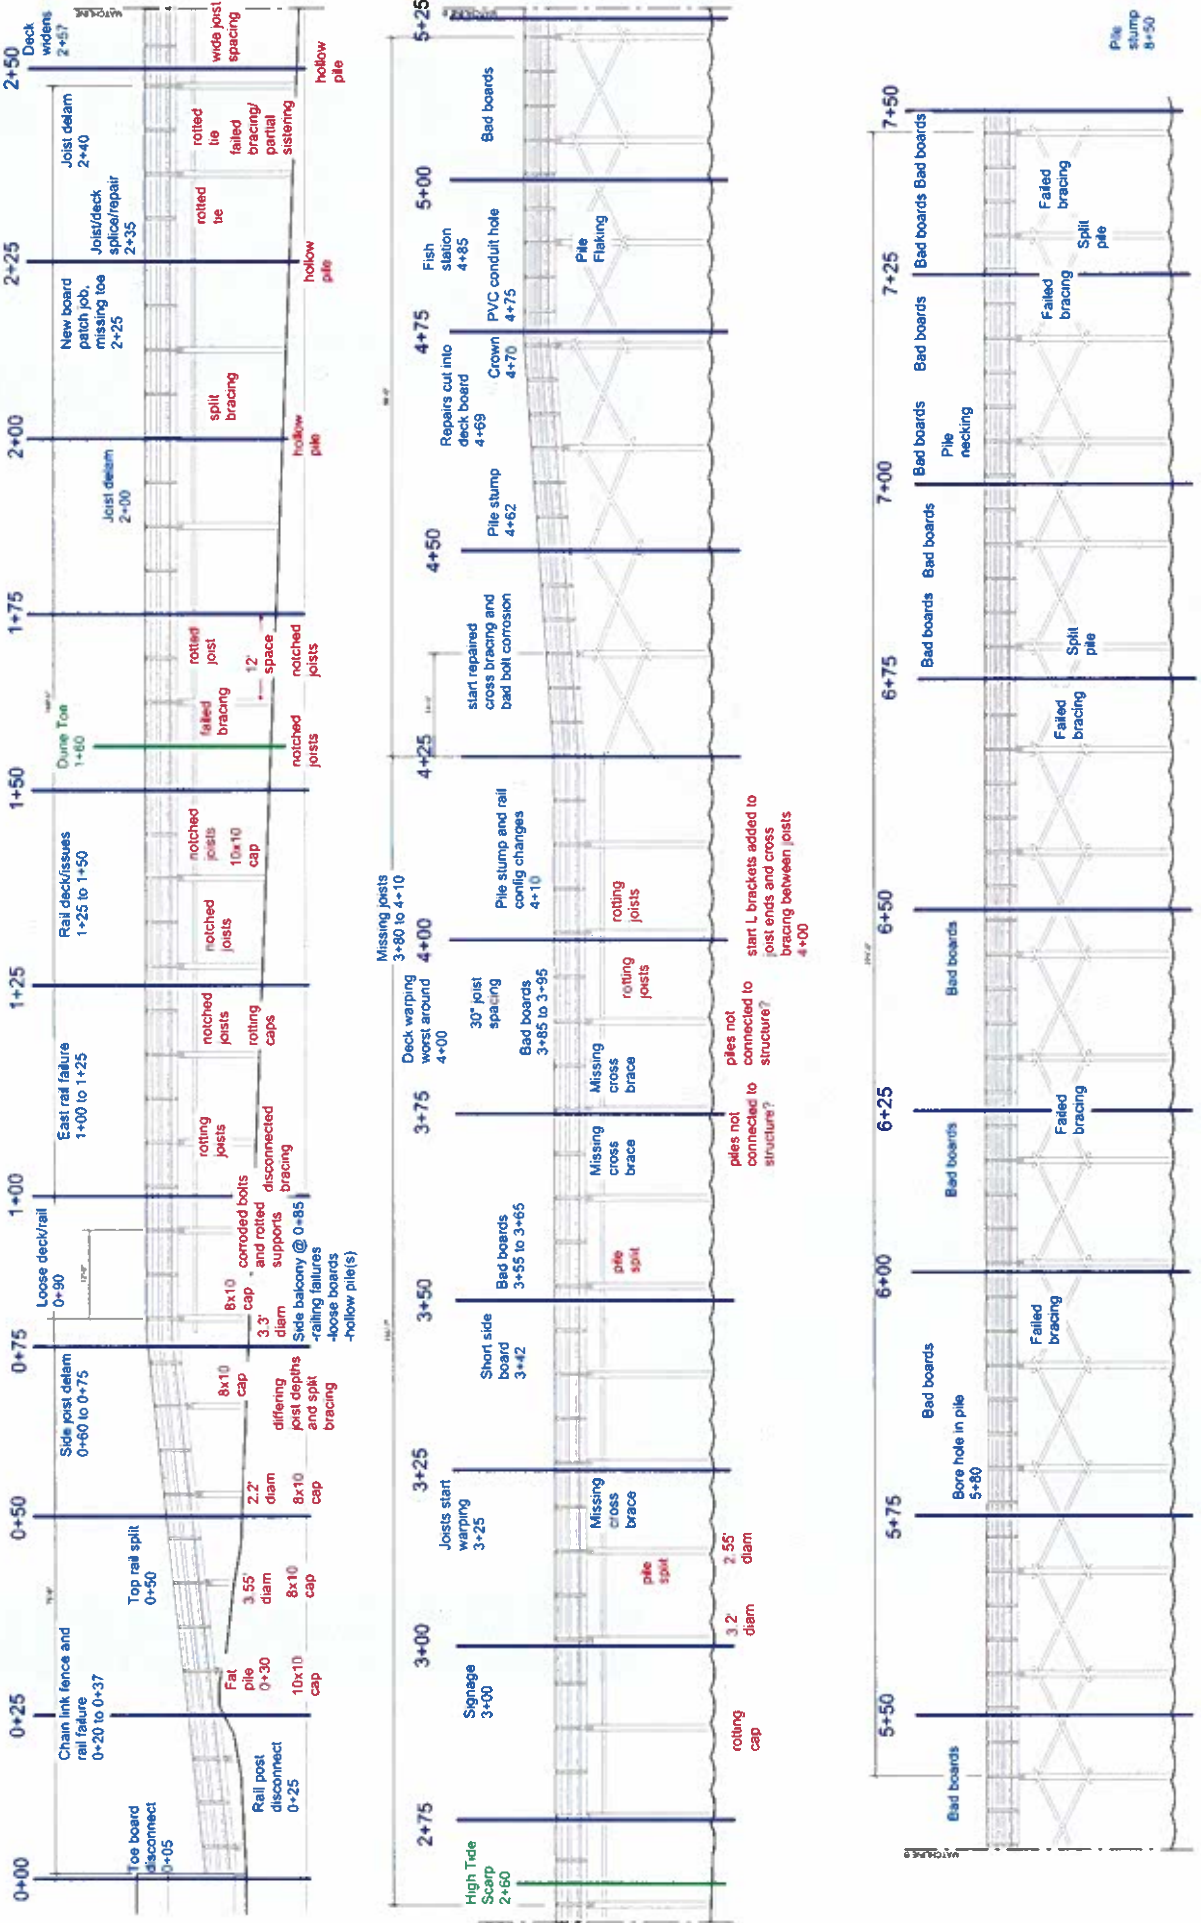 0+00
0+25
0+50
0+75
1+00
1+25
1+50
1+75
2+00
2+25
2+50
Toe board
disconnect
0+05
Chain link fence and
rail failure
0+20 to 0+37
Rail post
disconnect
0+25
Top rail split
0+50
Side joist delam
0+60 to 0+75
Loose deck/rail
0+90
East rail failure
1+00 to 1+25
Rail deck/issues
1+25 to 1+50
Dune Toe
1+60
Joist delam
2+00
New board
patch job,
missing toe
2+25
Joist/deck
splice/repair
2+35
Joist delam
2+40
Deck
widens
2+57
MATCHLINE
Fat
pile
0+30
10x10
cap
3.55'
diam
8x10
cap
2.2'
diam
8x10
cap
8x10
cap
differing
joist depths
and split
bracing
3.3'
diam
8x10
cap
corroded bolts
and rotted
supports
Side balcony @ 0+85
-railing failures
-loose boards
-hollow pile(s)
disconnected
bracing
rotting
joists
notched
joists
rotting
caps
notched
joists
notched
joists
10x10
cap
failed
bracing
notched
joists
rotted
joist
12'
space
notched
joists
split
bracing
hollow
pile
hollow
pile
rotted
tie
rotted
tie
failed
bracing/
partial
sistering
wide joist
spacing
hollow
pile
2+75
3+00
3+25
3+50
3+75
4+00
4+25
4+50
4+75
5+00
5+25
High Tide
Scarp
2+60
Signage
3+00
Joists start
warping
3+25
Short side
board
3+42
Bad boards
3+55 to 3+65
Deck warping
worst around
4+00
Missing joists
3+80 to 4+10
30" joist
spacing
Bad boards
3+85 to 3+95
Pile stump and rail
config changes
4+10
start repaired
cross bracing and
bad bolt corrosion
Pile stump
4+62
Repairs cut into
deck board
4+69
Crown
4+70
PVC conduit hole
4+75
Fish
station
4+85
Bad boards
MATCHLINE
rotting
cap
3.2'
diam
2.55'
diam
pile
split
Missing
cross
brace
pile
split
Missing
cross
brace
Missing
cross
brace
piles not
connected to
structure?
piles not
connected to
structure?
rotting
joists
rotting
joists
start L brackets added to
joist ends and cross
bracing between joists
4+00
Pile
Flaking
5+50
5+75
6+00
6+25
6+50
6+75
7+00
7+25
7+50
MATCHLINE
Bad boards
Bore hole in pile
5+80
Bad boards
Failed
bracing
Bad boards
Failed
bracing
Bad boards
Failed
bracing
Bad boards
Split
pile
Bad boards
Bad boards
Pile
necking
Bad boards
Failed
bracing
Bad boards
Split
pile
Bad boards
Failed
bracing
Pile
stump
8+50